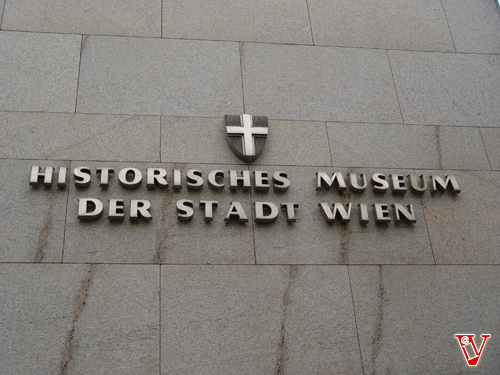 HISTORISCHES MUSEUM
DER STADT WIEN